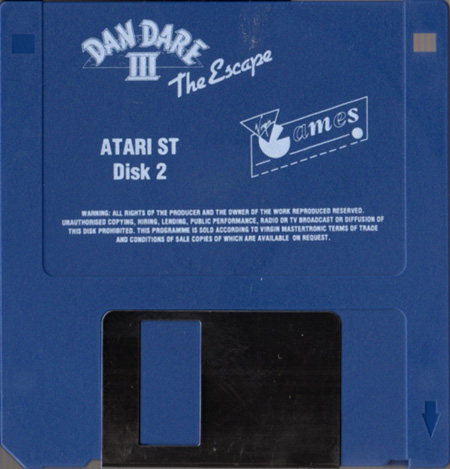 DAN DARE
III
The Escape
Virgin Games.
ATARI ST
Disk 2
WARNING: ALL RIGHTS OF THE PRODUCER AND THE OWNER OF THE WORK REPRODUCED RESERVED.
UNAUTHORISED COPYING, HIRING, LENDING, PUBLIC PERFORMANCE, RADIO OR TV BROADCAST OR DIFFUSION OF
THIS DISK PROHIBITED. THIS PROGRAMME IS SOLD ACCORDING TO VIRGIN MASTERTRONIC TERMS OF TRADE
AND CONDITIONS OF SALE COPIES OF WHICH ARE AVAILABLE ON REQUEST.